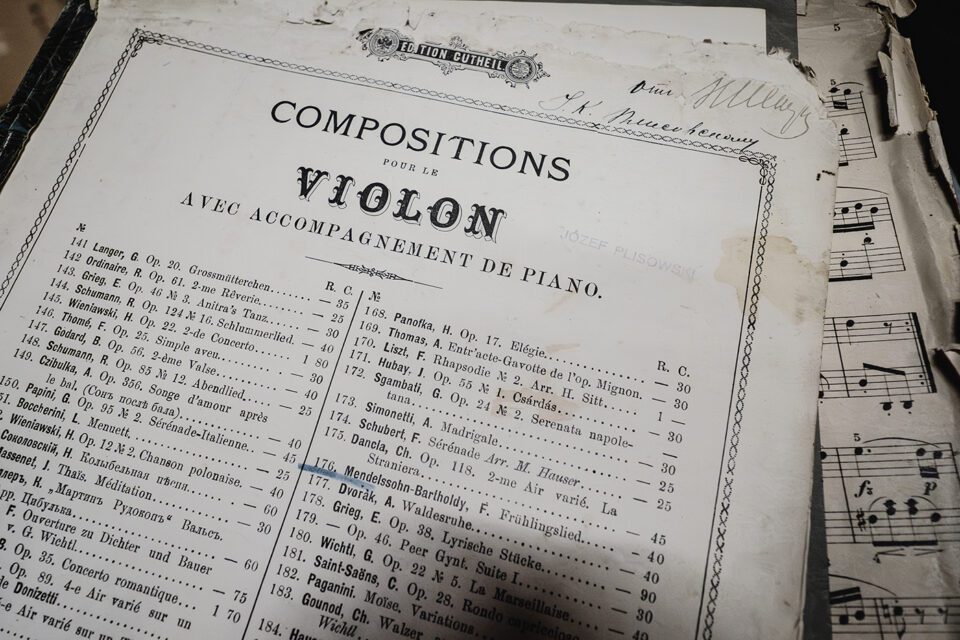 EDITION GUTHEIL
COMPOSITIONS
POUR LE
VIOLON
AVEC ACCOMPAGNEMENT DE PIANO.
JÓZEF PLISOWSKI
№ R. C.
141 Langer, G. Op. 20. Grossmütterchen — 35
142 Ordinaire, R. Op. 61. 2-me Rêverie — 25
143. Grieg, E. Op. 46 № 3. Anitra's Tanz — 30
144. Schumann, R. Op. 124 № 16. Schlummerlied. — 40
145. Wieniawski, H. Op. 22. 2-de Concerto 1 80
146. Thomé, F. Op. 25. Simple aveu — 30
147. Godard, B. Op. 56. 2-ème Valse — 40
148. Schumann, R. Op. 85 № 12. Abendlied — 25
149. Czibulka, A. Op. 356. Songe d'amour après
le bal. (Сонъ послѣ бала) — 40
150. Papini, G. Op. 95 № 2. Sérénade-Italienne — 45
51. Boccherini, L. Menuett — 25
Wieniawski, H. Op. 12 № 2. Chanson polonaise. — 40
Соколовскій, Н. Колыбельная пѣсня — 60
Massenet, J. Thaïs. Méditation — 30
К. „Мартинъ Рудокопъ“ Вальсъ.
Цибулька — 60
F. Ouverture zu Dichter und Bauer
v. G. Wichtl — 75
Op. 35. Concerto romantique 1 70
Op. 89. 4-e Air varié sur
de Donizetti
Air varié sur un
№ R. C.
168. Panofka, H. Op. 17. Elégie — 30
169. Thomas, A. Entr'acte-Gavotte de l'op. Mignon. — 30
170. Liszt, F. Rhapsodie № 2. Arr. H. Sitt 1 —
171. Hubay, J. Op. 55 № 1. Csárdás — 30
172. Sgambati, G. Op. 24 № 2. Serenata napole-
tana — 30
173. Simonetti, A. Madrigale — 25
174. Schubert, F. Sérénade Arr. M. Hauser — 25
175. Dancla, Ch. Op. 118. 2-me Air varié. La
Straniera — 45
176. Mendelssohn-Bartholdy, F. Frühlingslied — 40
177. Dvořák, A. Waldesruhe — 40
178. Grieg, E. Op. 38. Lyrische Stücke — 90
179. — Op. 46. Peer Gynt. Suite I — 30
180. Wichtl, G. Op. 22 № 5. La Marseillaise — 40
181. Saint-Saëns, C. Op. 28. Rondo capriccioso
182. Paganini. Moïse. Variations
183. Gounod, Ch. Walzer
Wichtl
184.